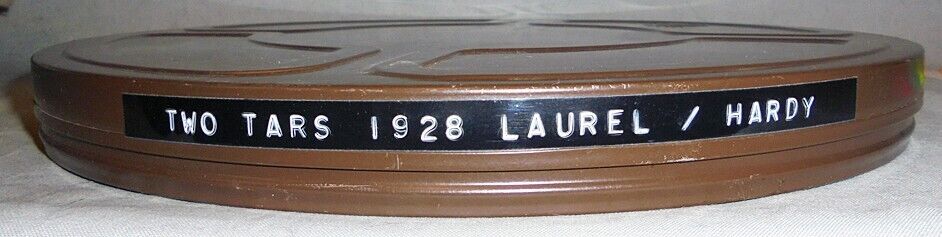 TWO TARS 1928 LAUREL / HARDY